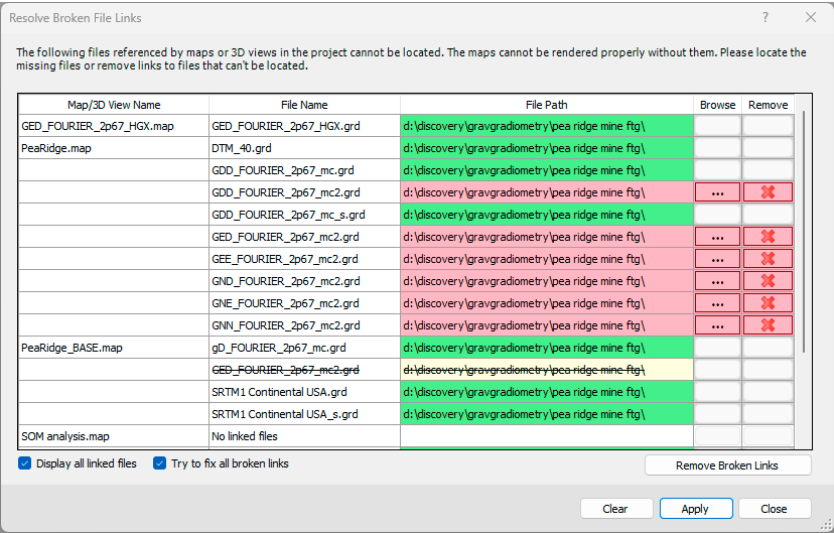 Resolve Broken File Links
The following files referenced by maps or 3D views in the project cannot be located. The maps cannot be rendered properly without them. Please locate the
missing files or remove links to files that can't be located.
Map/3D View Name File Name File Path Browse Remove
GED_FOURIER_2p67_HGX.map GED_FOURIER_2p67_HGX.grd d:\discovery\gravgradiometry\pea ridge mine ftg\
PeaRidge.map DTM_40.grd d:\discovery\gravgradiometry\pea ridge mine ftg\
GDD_FOURIER_2p67_mc.grd d:\discovery\gravgradiometry\pea ridge mine ftg\
GDD_FOURIER_2p67_mc2.grd d:\discovery\gravgradiometry\pea ridge mine ftg\ ...
GDD_FOURIER_2p67_mc_s.grd d:\discovery\gravgradiometry\pea ridge mine ftg\
GED_FOURIER_2p67_mc2.grd d:\discovery\gravgradiometry\pea ridge mine ftg\ ...
GEE_FOURIER_2p67_mc2.grd d:\discovery\gravgradiometry\pea ridge mine ftg\ ...
GND_FOURIER_2p67_mc2.grd d:\discovery\gravgradiometry\pea ridge mine ftg\ ...
GNE_FOURIER_2p67_mc2.grd d:\discovery\gravgradiometry\pea ridge mine ftg\ ...
GNN_FOURIER_2p67_mc2.grd d:\discovery\gravgradiometry\pea ridge mine ftg\ ...
PeaRidge_BASE.map gD_FOURIER_2p67_mc.grd d:\discovery\gravgradiometry\pea ridge mine ftg\
GED_FOURIER_2p67_mc2.grd d:\discovery\gravgradiometry\pea ridge mine ftg\
SRTM1 Continental USA.grd d:\discovery\gravgradiometry\pea ridge mine ftg\
SRTM1 Continental USA_s.grd d:\discovery\gravgradiometry\pea ridge mine ftg\
SOM analysis.map No linked files
Display all linked files Try to fix all broken links Remove Broken Links
Clear Apply Close